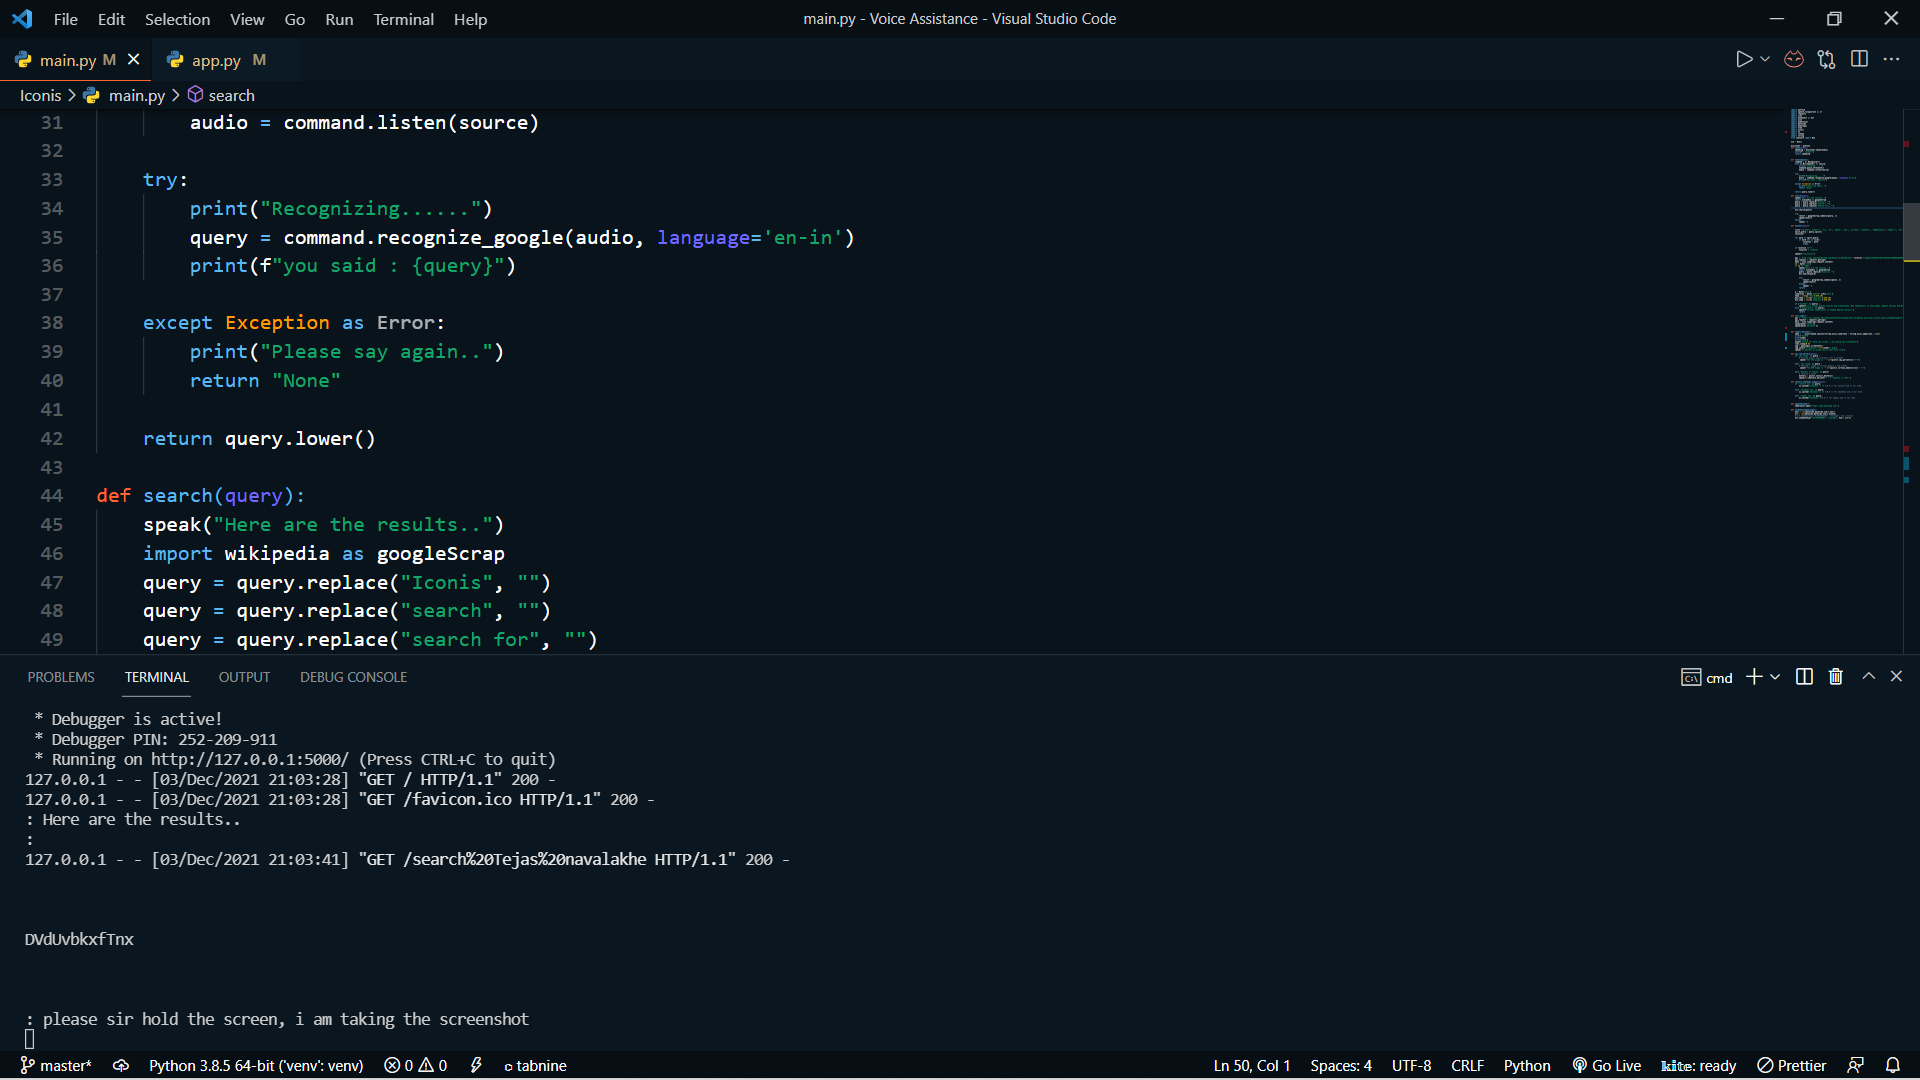 File Edit Selection View Go Run Terminal Help
main.py - Voice Assistance - Visual Studio Code
main.py M
app.py M
Iconis > main.py > search
31 audio = command.listen(source)
32
33 try:
34 print("Recognizing......")
35 query = command.recognize_google(audio, language='en-in')
36 print(f"you said : {query}")
37
38 except Exception as Error:
39 print("Please say again..")
40 return "None"
41
42 return query.lower()
43
44 def search(query):
45 speak("Here are the results..")
46 import wikipedia as googleScrap
47 query = query.replace("Iconis", "")
48 query = query.replace("search", "")
49 query = query.replace("search for", "")
PROBLEMS TERMINAL OUTPUT DEBUG CONSOLE
cmd
* Debugger is active!
* Debugger PIN: 252-209-911
* Running on http://127.0.0.1:5000/ (Press CTRL+C to quit)
127.0.0.1 - - [03/Dec/2021 21:03:28] "GET / HTTP/1.1" 200 -
127.0.0.1 - - [03/Dec/2021 21:03:28] "GET /favicon.ico HTTP/1.1" 200 -
: Here are the results..
:
127.0.0.1 - - [03/Dec/2021 21:03:41] "GET /search%20Tejas%20navalakhe HTTP/1.1" 200 -
DVdUvbkxfTnx
: please sir hold the screen, i am taking the screenshot
master* Python 3.8.5 64-bit ('venv': venv) 0 0 tabnine Ln 50, Col 1 Spaces: 4 UTF-8 CRLF Python Go Live kite: ready Prettier